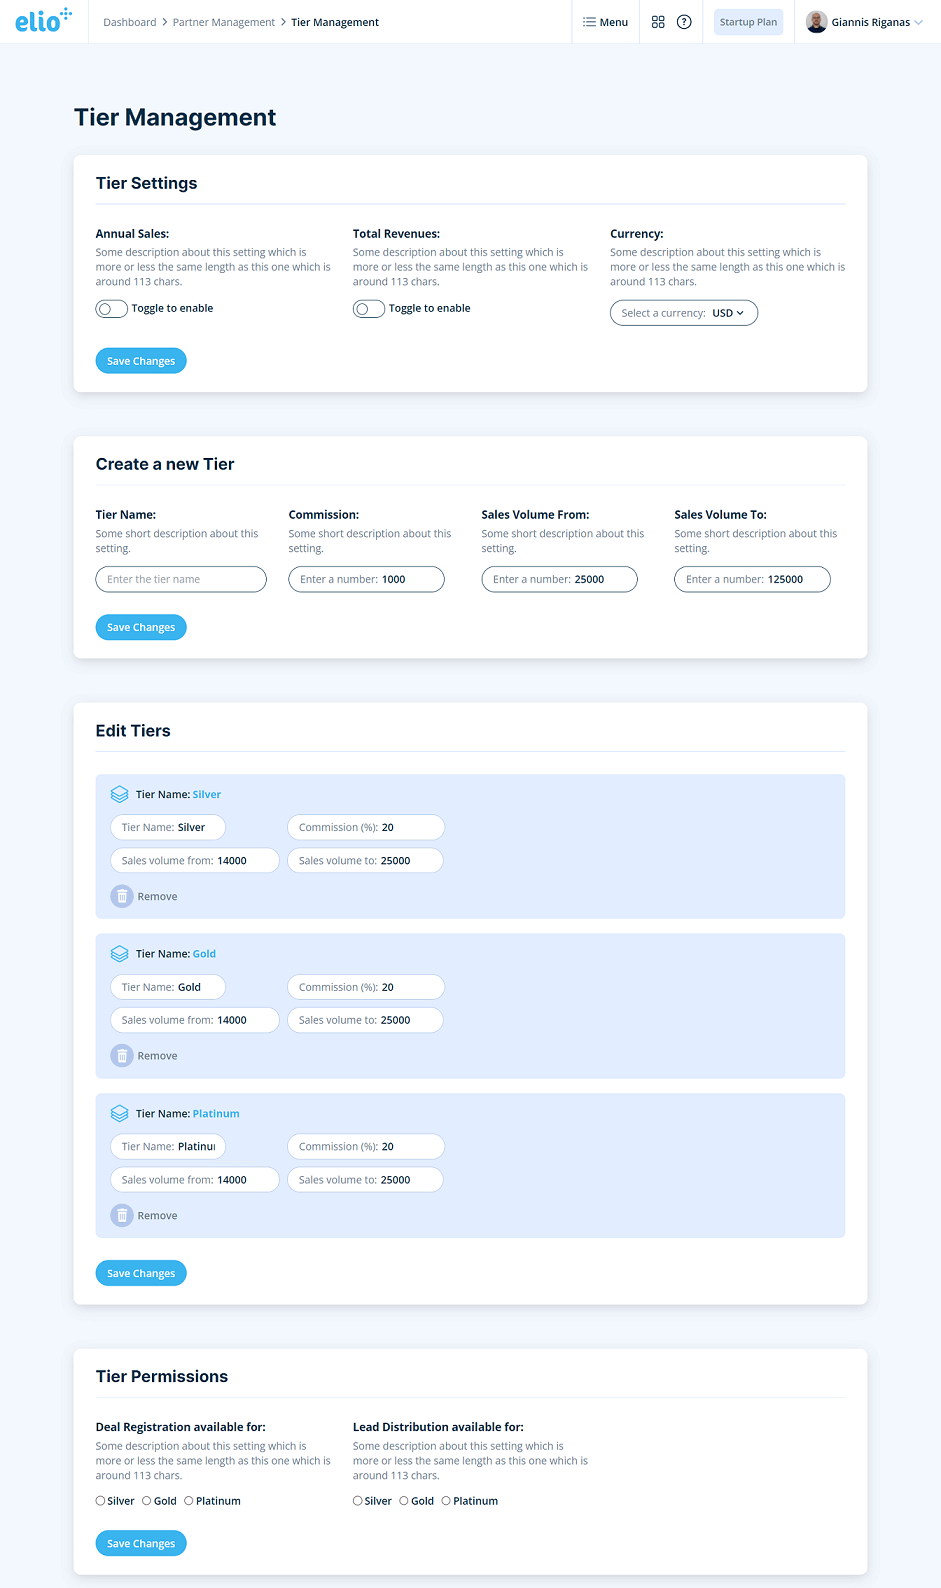 elio
Dashboard > Partner Management > Tier Management
Menu
?
Startup Plan
Giannis Riganas
Tier Management
Tier Settings
Annual Sales:
Some description about this setting which is
more or less the same length as this one which is
around 113 chars.
Toggle to enable
Total Revenues:
Some description about this setting which is
more or less the same length as this one which is
around 113 chars.
Toggle to enable
Currency:
Some description about this setting which is
more or less the same length as this one which is
around 113 chars.
Select a currency: USD
Save Changes
Create a new Tier
Tier Name:
Some short description about this
setting.
Enter the tier name
Commission:
Some short description about this
setting.
Enter a number: 1000
Sales Volume From:
Some short description about this
setting.
Enter a number: 25000
Sales Volume To:
Some short description about this
setting.
Enter a number: 125000
Save Changes
Edit Tiers
Tier Name: Silver
Tier Name: Silver
Commission (%): 20
Sales volume from: 14000
Sales volume to: 25000
Remove
Tier Name: Gold
Tier Name: Gold
Commission (%): 20
Sales volume from: 14000
Sales volume to: 25000
Remove
Tier Name: Platinum
Tier Name: Platinu
Commission (%): 20
Sales volume from: 14000
Sales volume to: 25000
Remove
Save Changes
Tier Permissions
Deal Registration available for:
Some description about this setting which is
more or less the same length as this one which is
around 113 chars.
Silver Gold Platinum
Lead Distribution available for:
Some description about this setting which is
more or less the same length as this one which is
around 113 chars.
Silver Gold Platinum
Save Changes